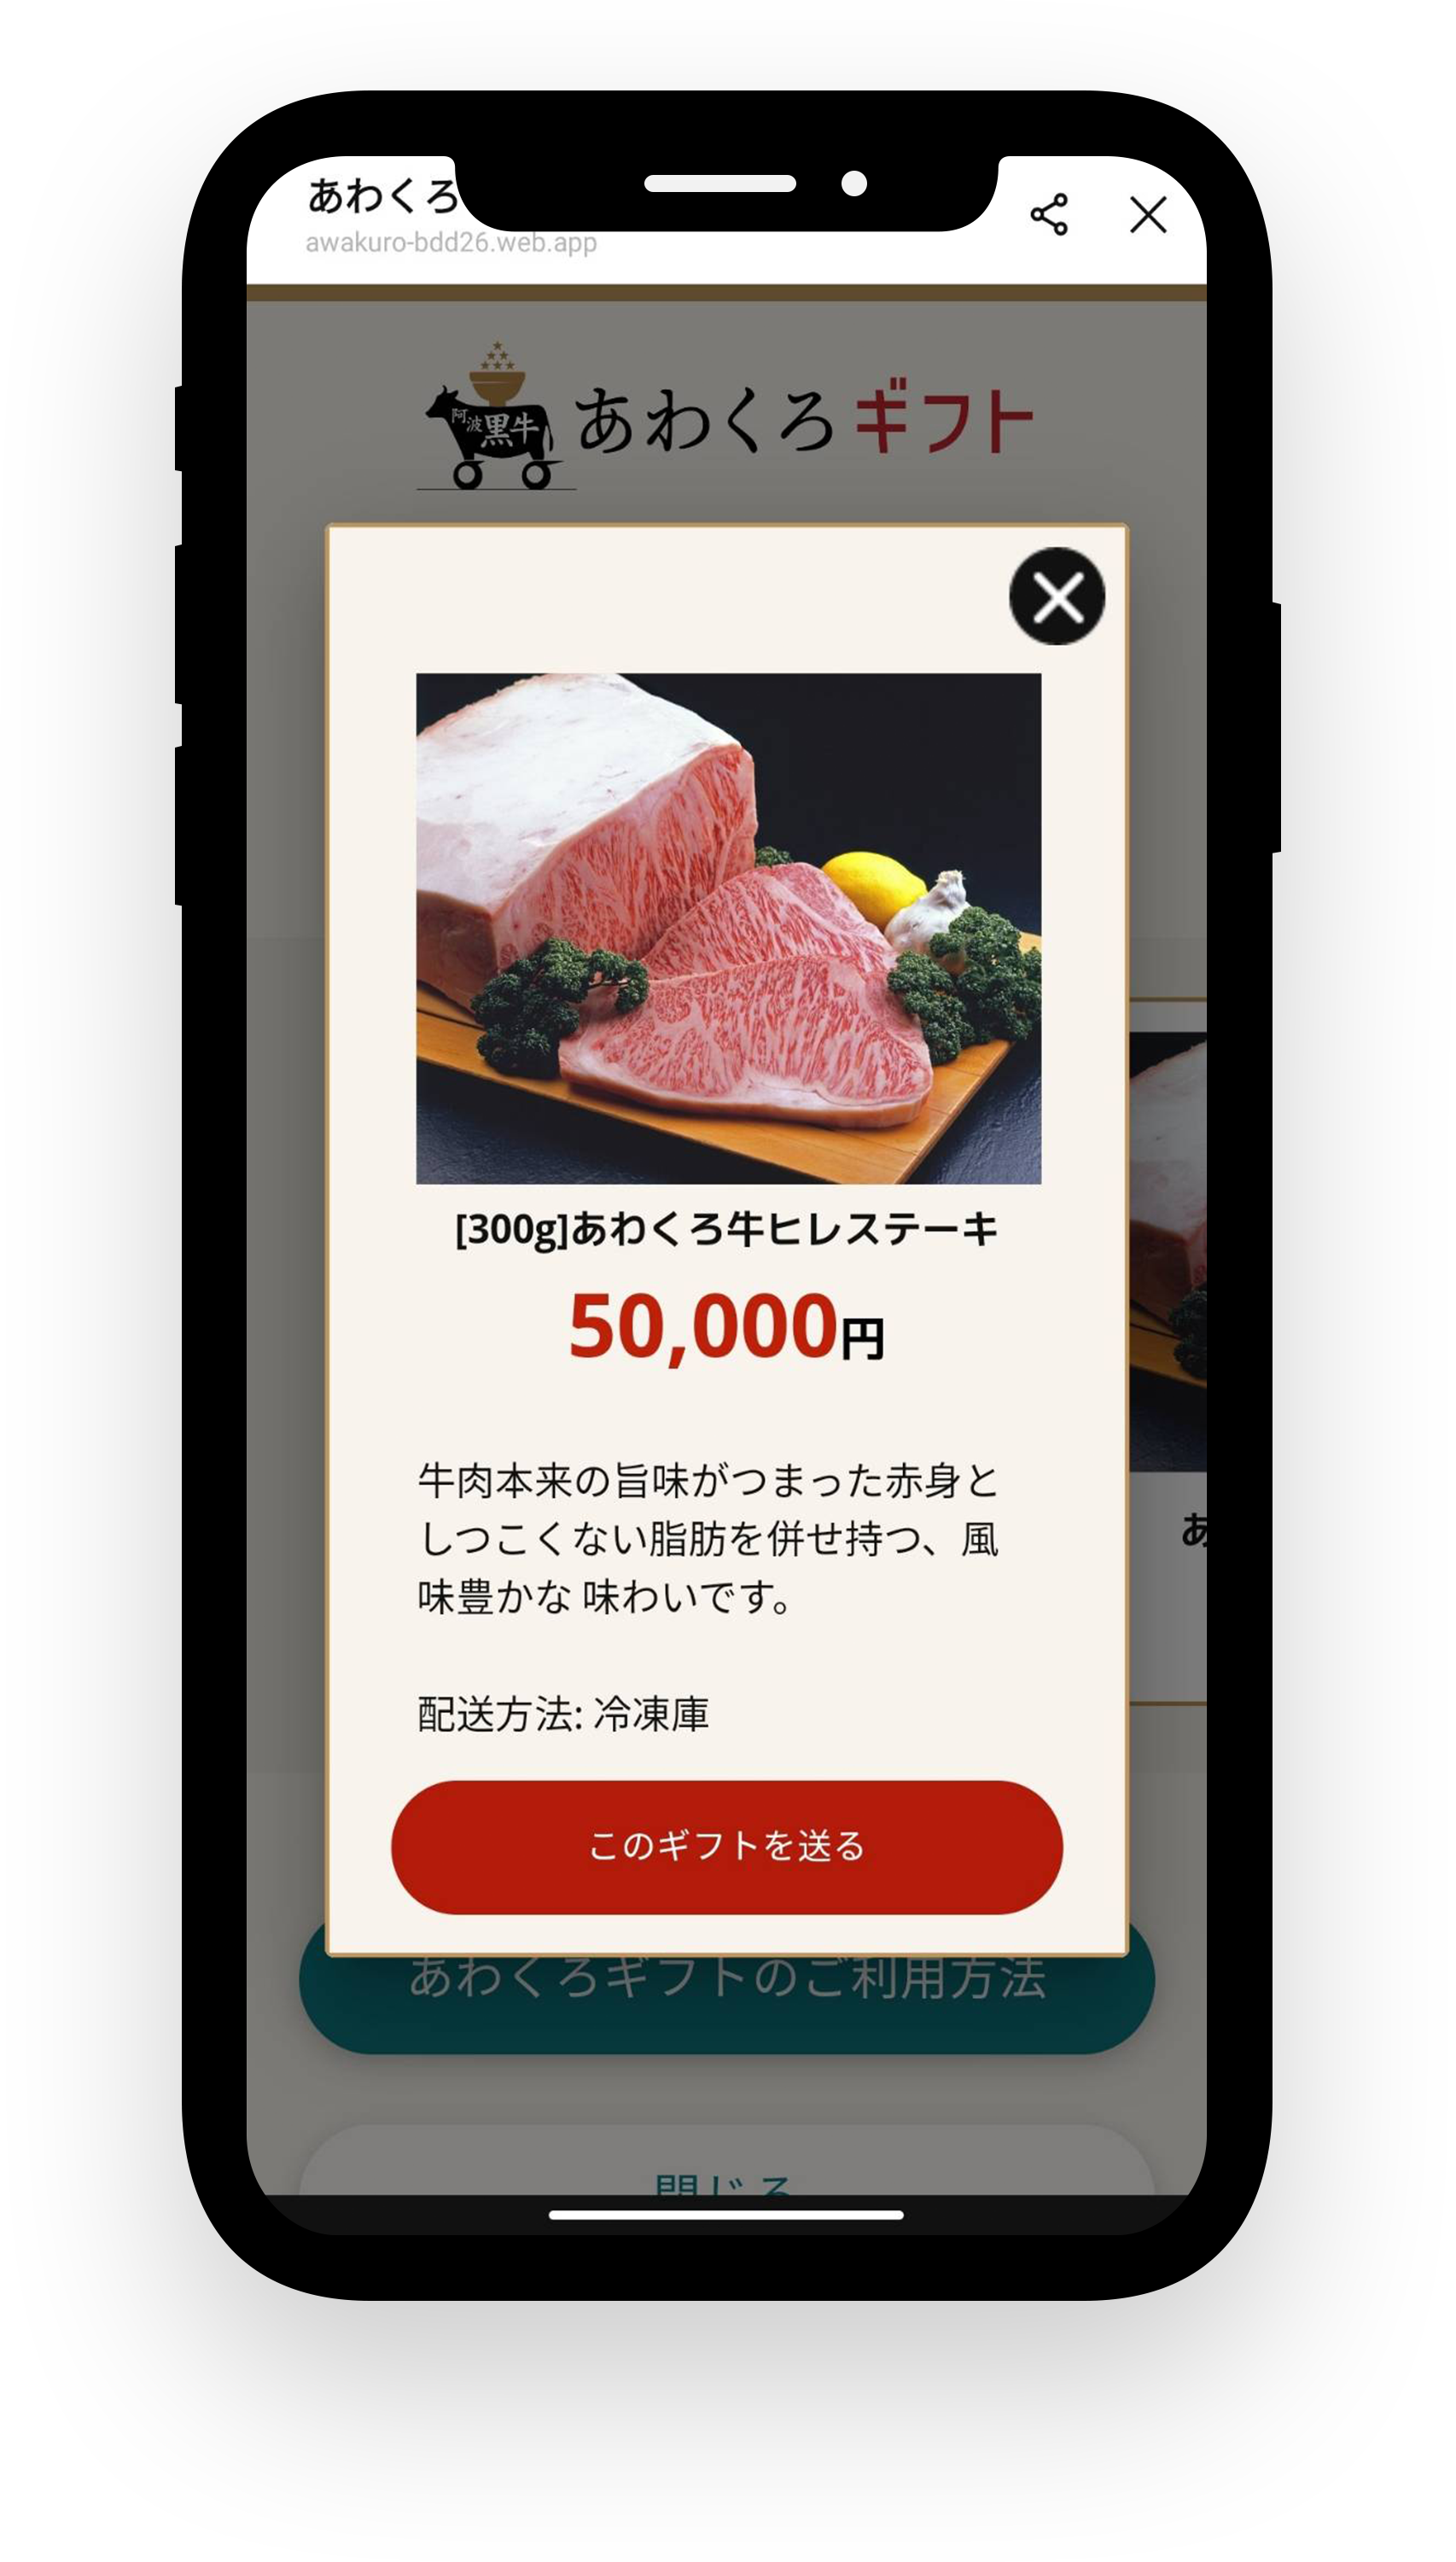 あわくろ
awakuro-bdd26.web.app
阿波黒牛
あわくろギフト
[300g]あわくろ牛ヒレステーキ
50,000円
牛肉本来の旨味がつまった赤身と
しつこくない脂肪を併せ持つ、風
味豊かな 味わいです。
配送方法: 冷凍庫
あ
このギフトを送る
あわくろギフトのご利用方法
閉じる